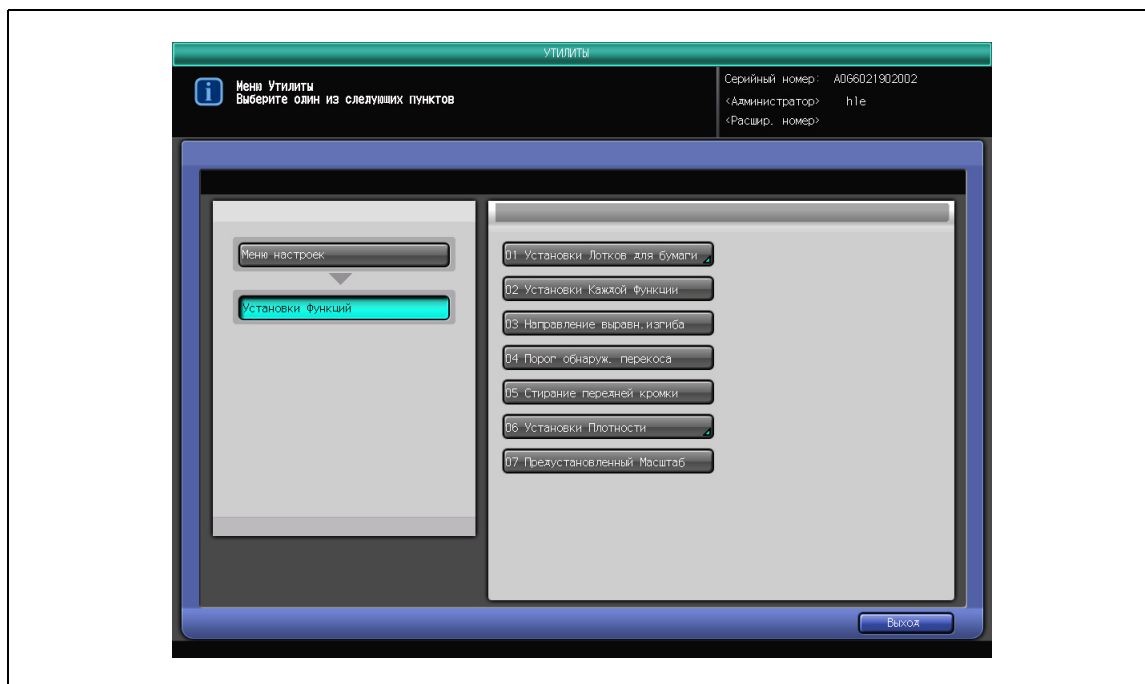 УТИЛИТЫ
Меню Утилиты
Выберите один из следующих пунктов
Серийный номер: A0G6021902002
<Администратор> hle
<Расшир. номер>
Меню настроек
Установки Функций
01 Установки Лотков для бумаги
02 Установки Каждой Функции
03 Направление выравн.изгиба
04 Порог обнаруж. перекоса
05 Стирание передней кромки
06 Установки Плотности
07 Предустановленный Масштаб
Выход